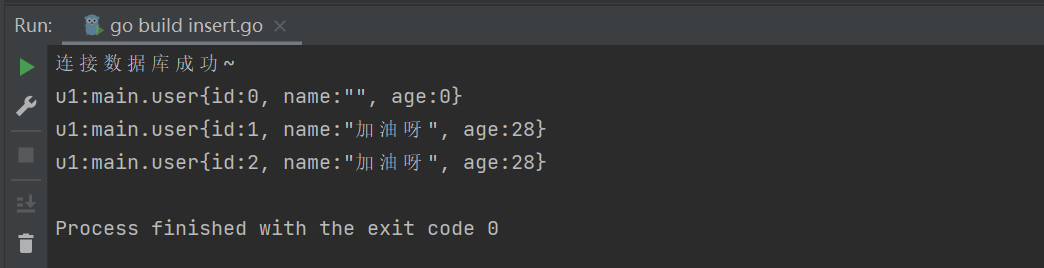 Run: go build insert.go
连接数据库成功~
u1:main.user{id:0, name:"", age:0}
u1:main.user{id:1, name:"加油呀", age:28}
u1:main.user{id:2, name:"加油呀", age:28}
Process finished with the exit code 0